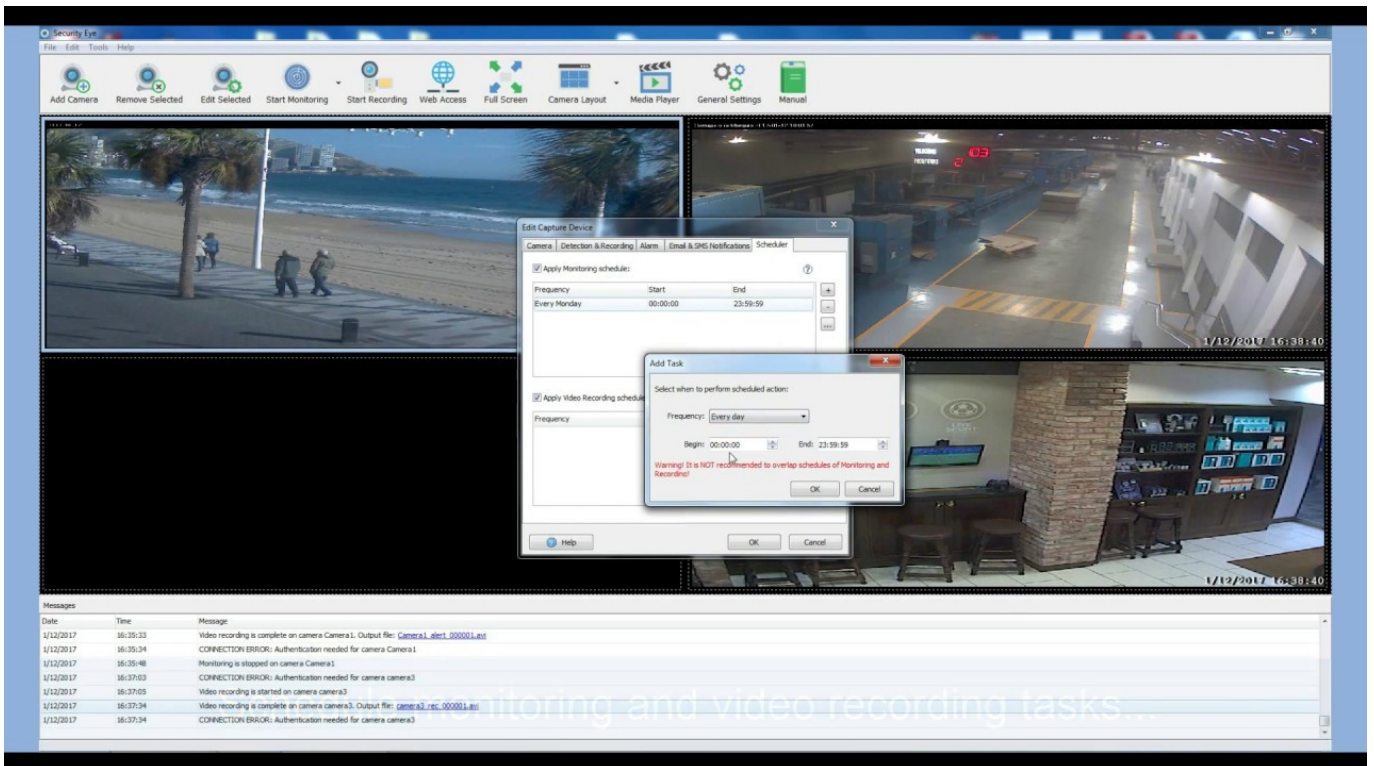 Security Eye
File Edit Tools Help
Add Camera Remove Selected Edit Selected Start Monitoring Start Recording Web Access Full Screen Camera Layout Media Player General Settings Manual
03
2
1/12/2017 16:38:40
Edit Capture Device
Camera Detection & Recording Alarm Email & SMS Notifications Scheduler
Apply Monitoring schedule:
Frequency Start End
Every Monday 00:00:00 23:59:59
+
-
...
Apply Video Recording schedule
Frequency
Help OK Cancel
Add Task
Select when to perform scheduled action:
Frequency: Every day
Begin: 00:00:00 End: 23:59:59
Warning! It is NOT recommended to overlap schedules of Monitoring and
Recording!
OK Cancel
1/12/2017 16:38:40
Messages
Date Time Message
1/12/2017 16:35:33 Video recording is complete on camera Camera1. Output file: Camera1_alert_000001.avi
1/12/2017 16:35:34 CONNECTION ERROR: Authentication needed for camera Camera1
1/12/2017 16:35:48 Monitoring is stopped on camera Camera1
1/12/2017 16:37:03 CONNECTION ERROR: Authentication needed for camera camera3
1/12/2017 16:37:05 Video recording is started on camera camera3
1/12/2017 16:37:34 Video recording is complete on camera camera3. Output file: camera3_rec_000001.avi
1/12/2017 16:37:34 CONNECTION ERROR: Authentication needed for camera camera3
monitoring and video recording tasks...